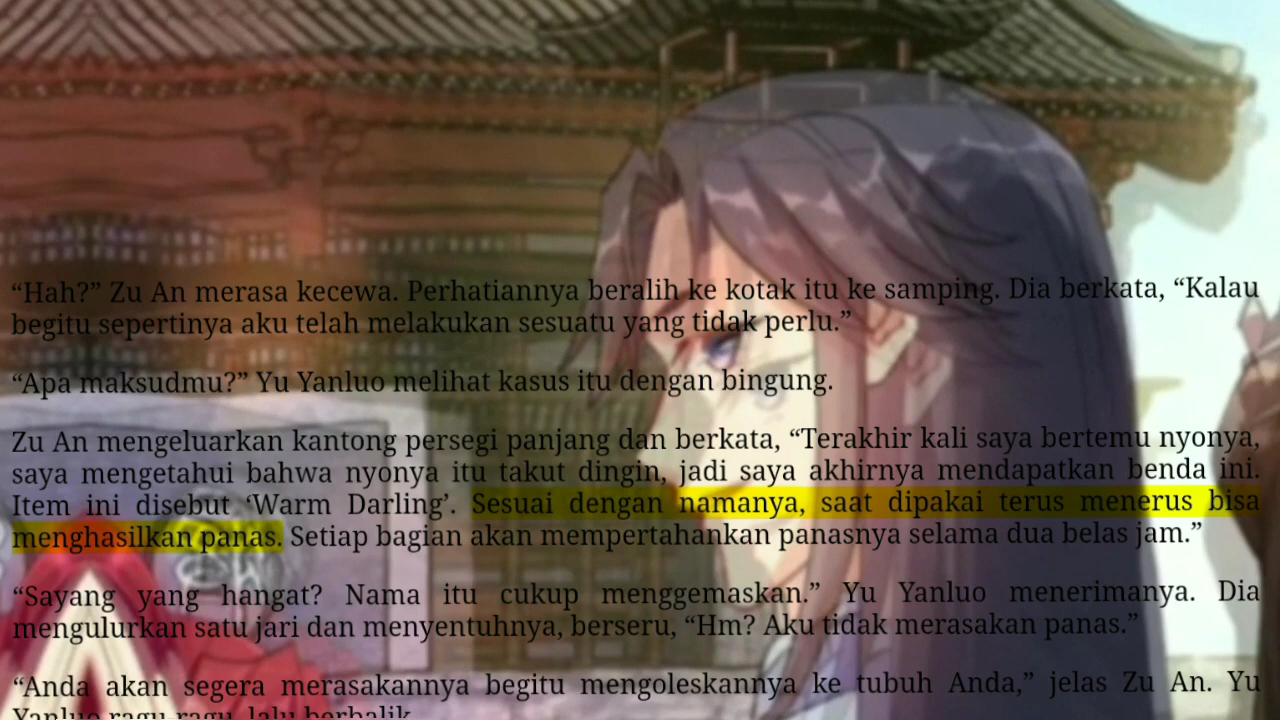 “Hah?” Zu An merasa kecewa. Perhatiannya beralih ke kotak itu ke samping. Dia berkata, “Kalau
begitu sepertinya aku telah melakukan sesuatu yang tidak perlu.”
“Apa maksudmu?” Yu Yanluo melihat kasus itu dengan bingung.
Zu An mengeluarkan kantong persegi panjang dan berkata, “Terakhir kali saya bertemu nyonya,
saya mengetahui bahwa nyonya itu takut dingin, jadi saya akhirnya mendapatkan benda ini.
Item ini disebut ‘Warm Darling’. Sesuai dengan namanya, saat dipakai terus menerus bisa
menghasilkan panas. Setiap bagian akan mempertahankan panasnya selama dua belas jam.”
“Sayang yang hangat? Nama itu cukup menggemaskan.” Yu Yanluo menerimanya. Dia
mengulurkan satu jari dan menyentuhnya, berseru, “Hm? Aku tidak merasakan panas.”
“Anda akan segera merasakannya begitu mengoleskannya ke tubuh Anda,” jelas Zu An. Yu
Yanluo ragu-ragu, lalu berbalik